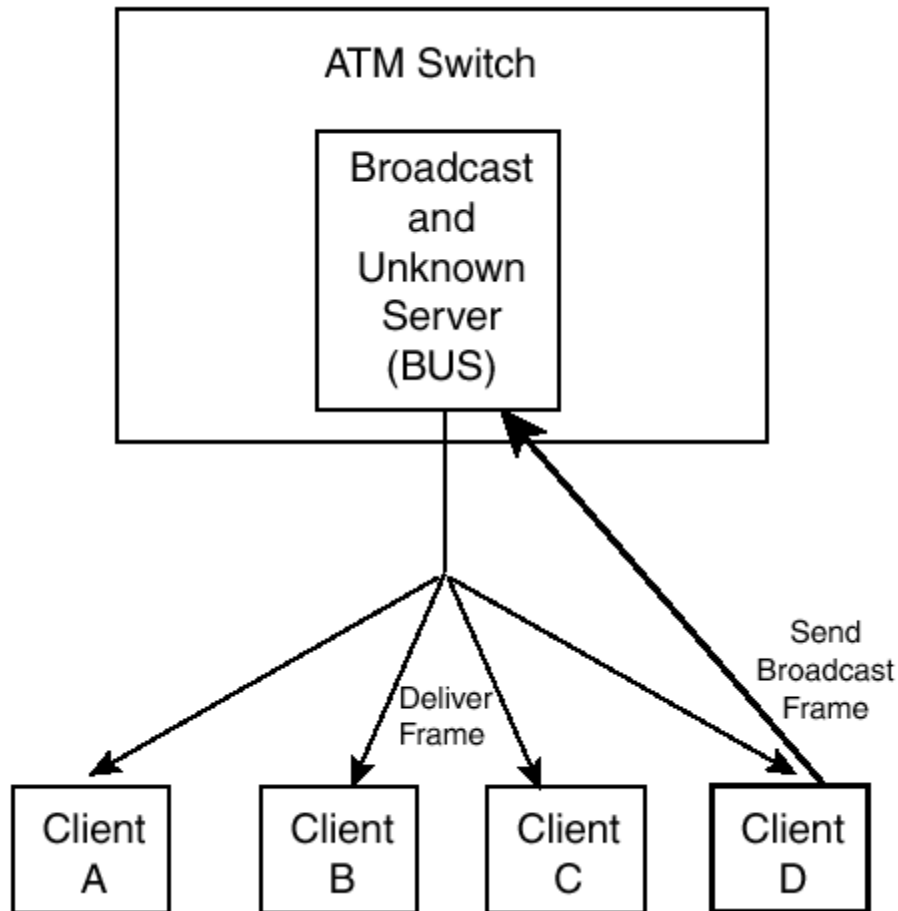 ATM Switch
Broadcast
and
Unknown
Server
(BUS)
Send
Broadcast
Frame
Deliver
Frame
Client
A
Client
B
Client
C
Client
D